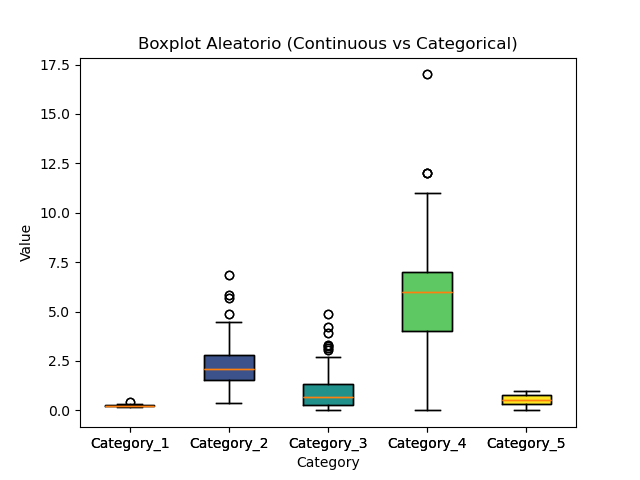 Boxplot Aleatorio (Continuous vs Categorical)
17.5
15.0
12.5
10.0
7.5
5.0
2.5
0.0
Value
Category_1 Category_2 Category_3 Category_4 Category_5
Category